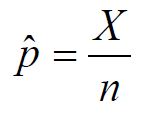 p̂ = X/n